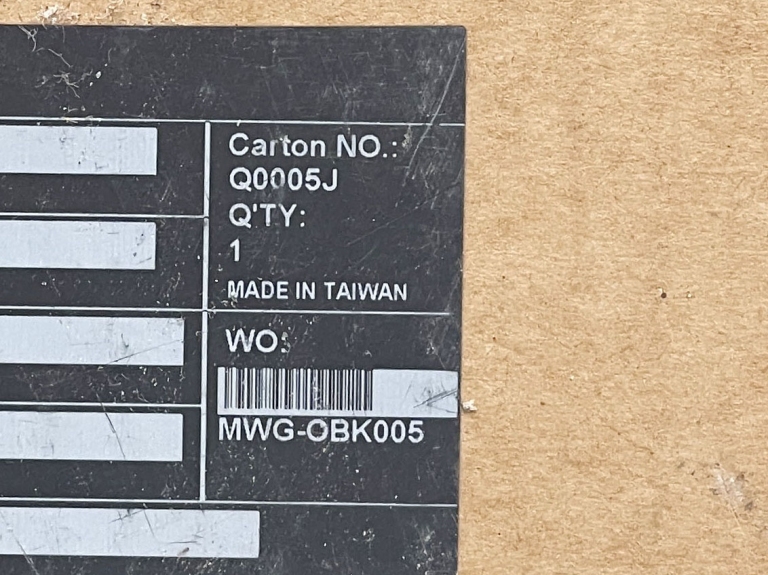 Carton NO.:
Q0005J
Q'TY:
1
MADE IN TAIWAN
WO:
MWG-OBK005